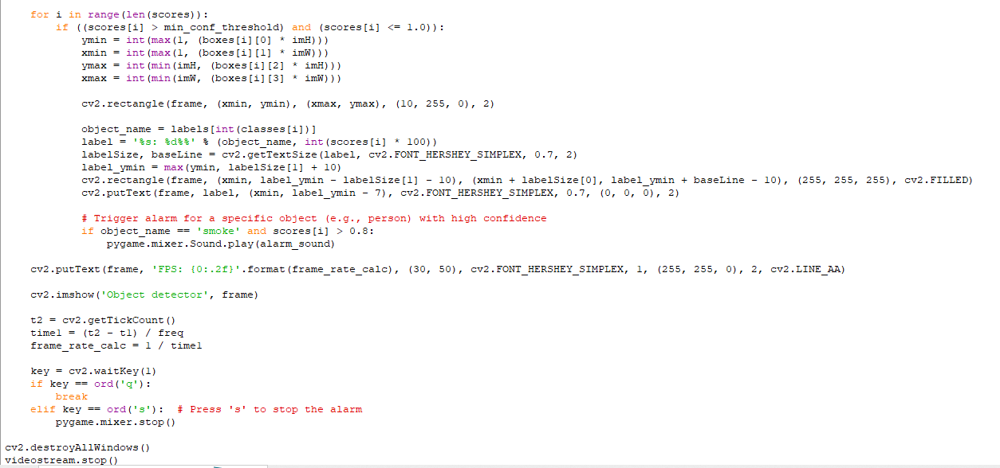 for i in range(len(scores)):
if ((scores[i] > min_conf_threshold) and (scores[i] <= 1.0)):
ymin = int(max(1, (boxes[i][0] * imH)))
xmin = int(max(1, (boxes[i][1] * imW)))
ymax = int(min(imH, (boxes[i][2] * imH)))
xmax = int(min(imW, (boxes[i][3] * imW)))
cv2.rectangle(frame, (xmin, ymin), (xmax, ymax), (10, 255, 0), 2)
object_name = labels[int(classes[i])]
label = '%s: %d%%' % (object_name, int(scores[i] * 100))
labelSize, baseLine = cv2.getTextSize(label, cv2.FONT_HERSHEY_SIMPLEX, 0.7, 2)
label_ymin = max(ymin, labelSize[1] + 10)
cv2.rectangle(frame, (xmin, label_ymin - labelSize[1] - 10), (xmin + labelSize[0], label_ymin + baseLine - 10), (255, 255, 255), cv2.FILLED)
cv2.putText(frame, label, (xmin, label_ymin - 7), cv2.FONT_HERSHEY_SIMPLEX, 0.7, (0, 0, 0), 2)
# Trigger alarm for a specific object (e.g., person) with high confidence
if object_name == 'smoke' and scores[i] > 0.8:
pygame.mixer.Sound.play(alarm_sound)
cv2.putText(frame, 'FPS: {0:.2f}'.format(frame_rate_calc), (30, 50), cv2.FONT_HERSHEY_SIMPLEX, 1, (255, 255, 0), 2, cv2.LINE_AA)
cv2.imshow('Object detector', frame)
t2 = cv2.getTickCount()
time1 = (t2 - t1) / freq
frame_rate_calc = 1 / time1
key = cv2.waitKey(1)
if key == ord('q'):
break
elif key == ord('s'):  # Press 's' to stop the alarm
pygame.mixer.stop()
cv2.destroyAllWindows()
videostream.stop()